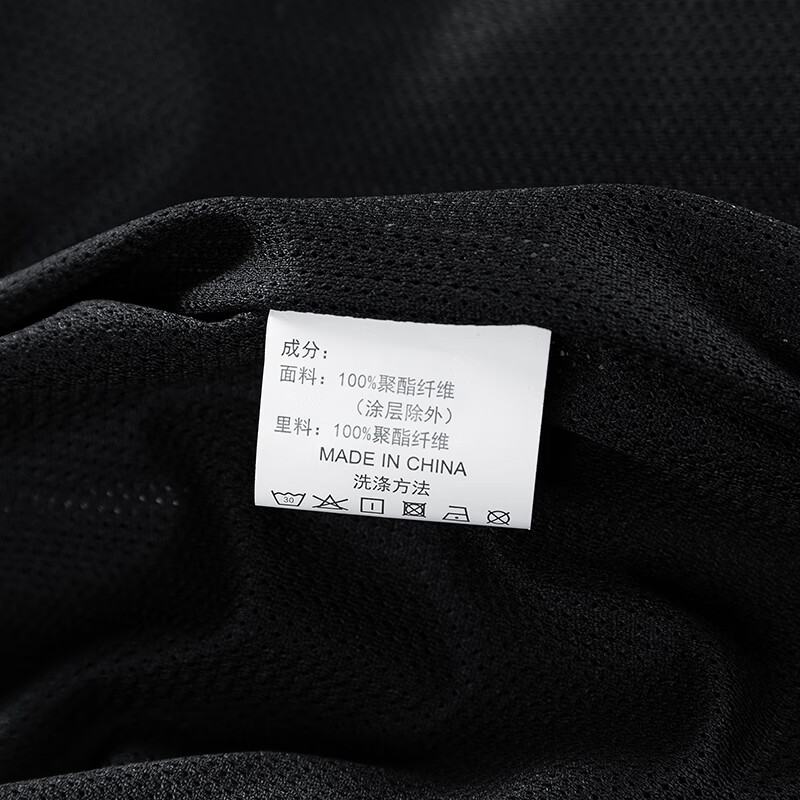 成分：
面料：100%聚酯纤维
（涂层除外）
里料：100%聚酯纤维
MADE IN CHINA
洗涤方法
30